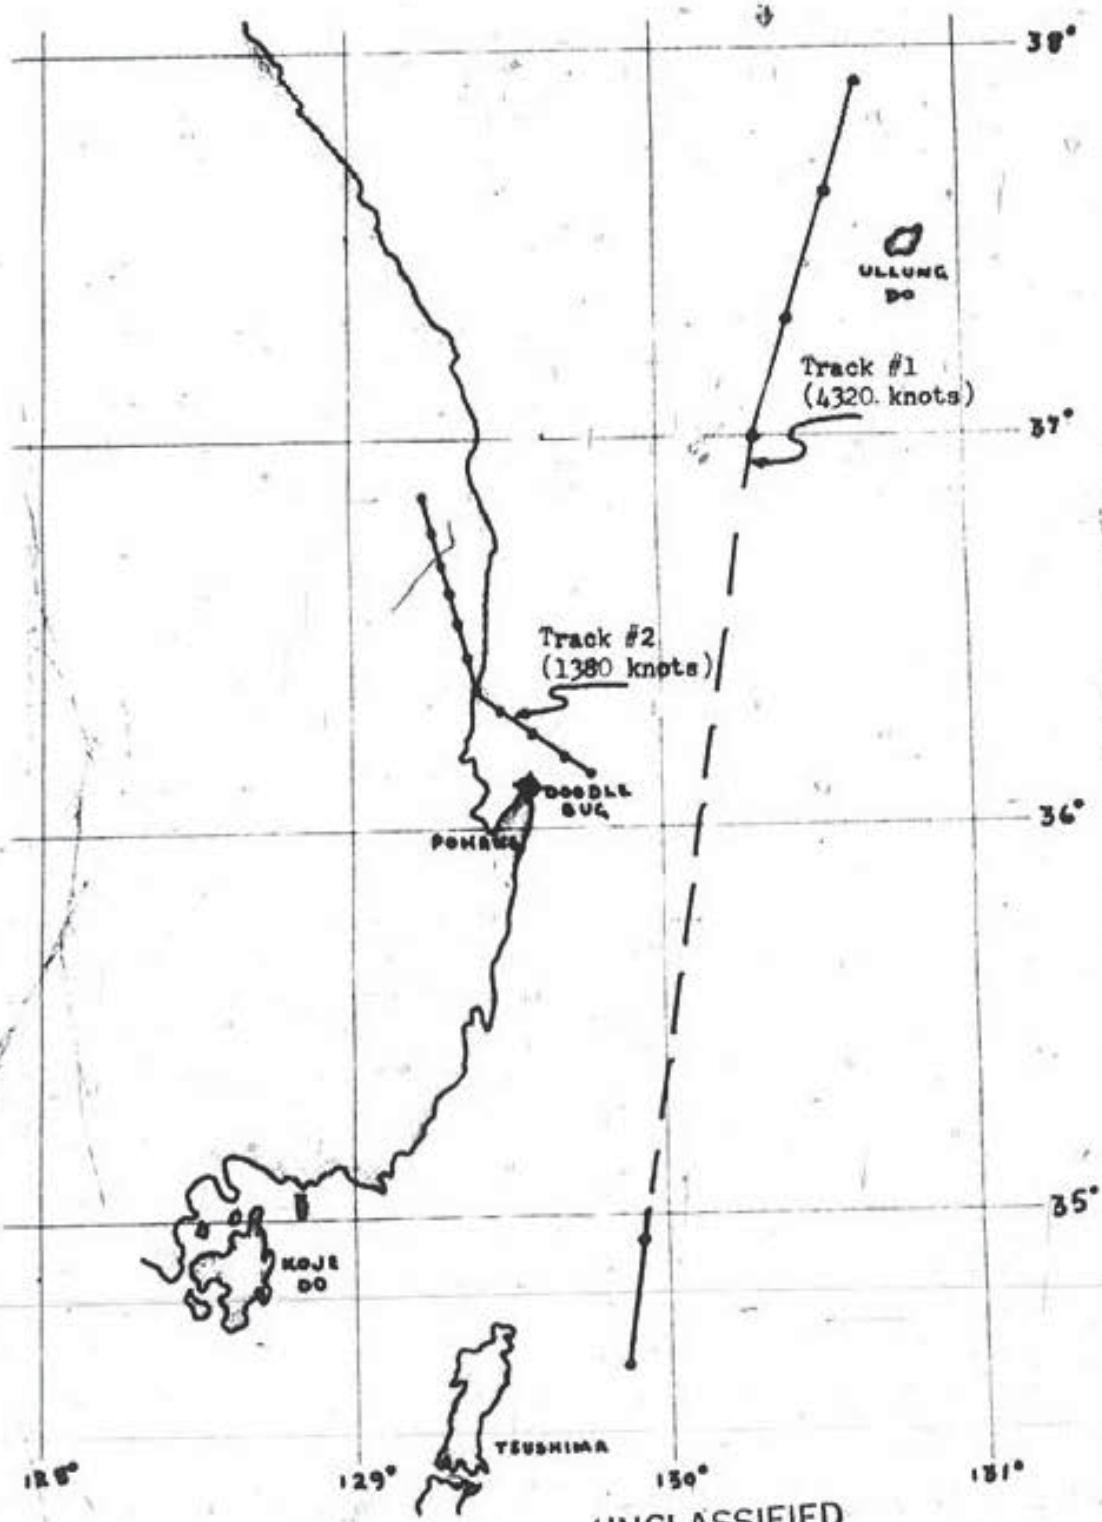 38°
ULLUNG
DO
Track #1
(4320. knots)
37°
Track #2
(1380 knots)
DOODLE
BUG
36°
35°
KOJE
DO
TSUSHIMA
128°
129°
130°
131°
UNCLASSIFIED